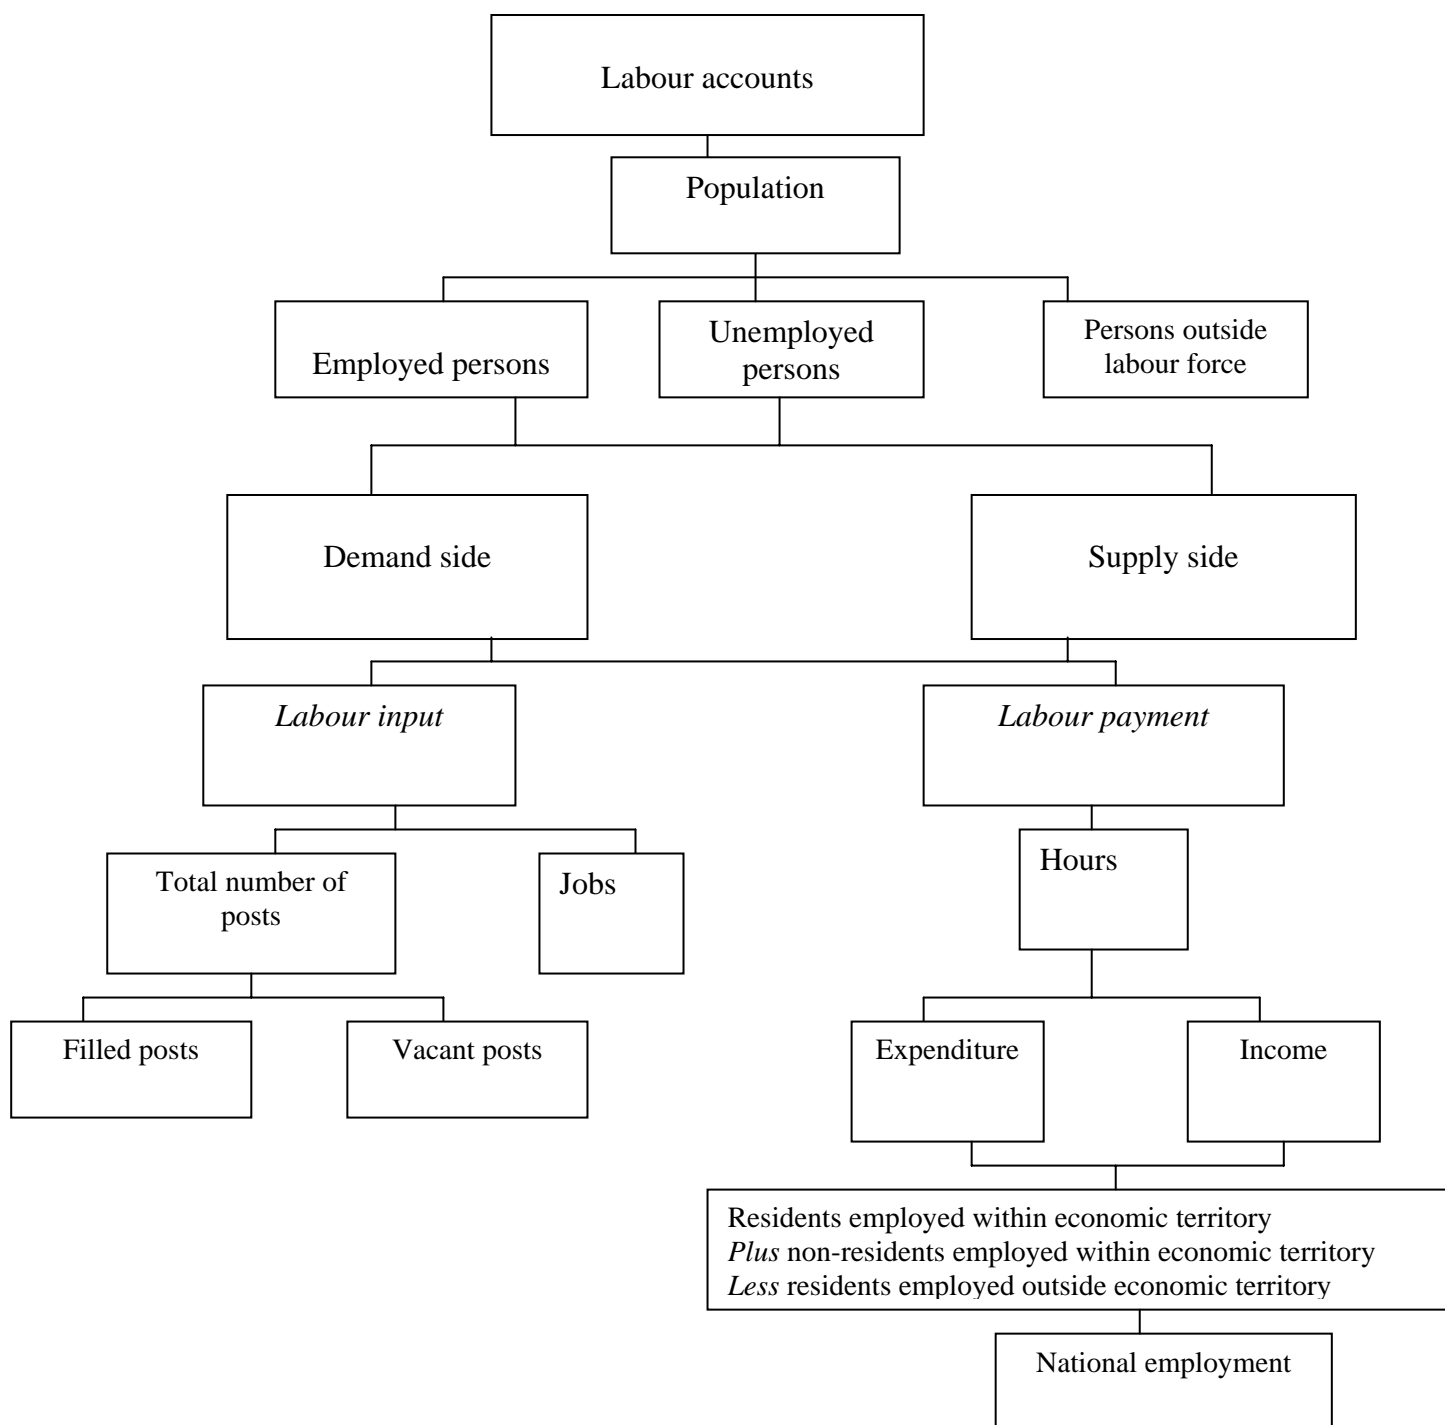 Labour accounts
Population
Employed persons
Unemployed
persons
Persons outside
labour force
Demand side
Supply side
Labour input
Labour payment
Total number of
posts
Jobs
Hours
Filled posts
Vacant posts
Expenditure
Income
Residents employed within economic territory
Plus non-residents employed within economic territory
Less residents employed outside economic territory
National employment